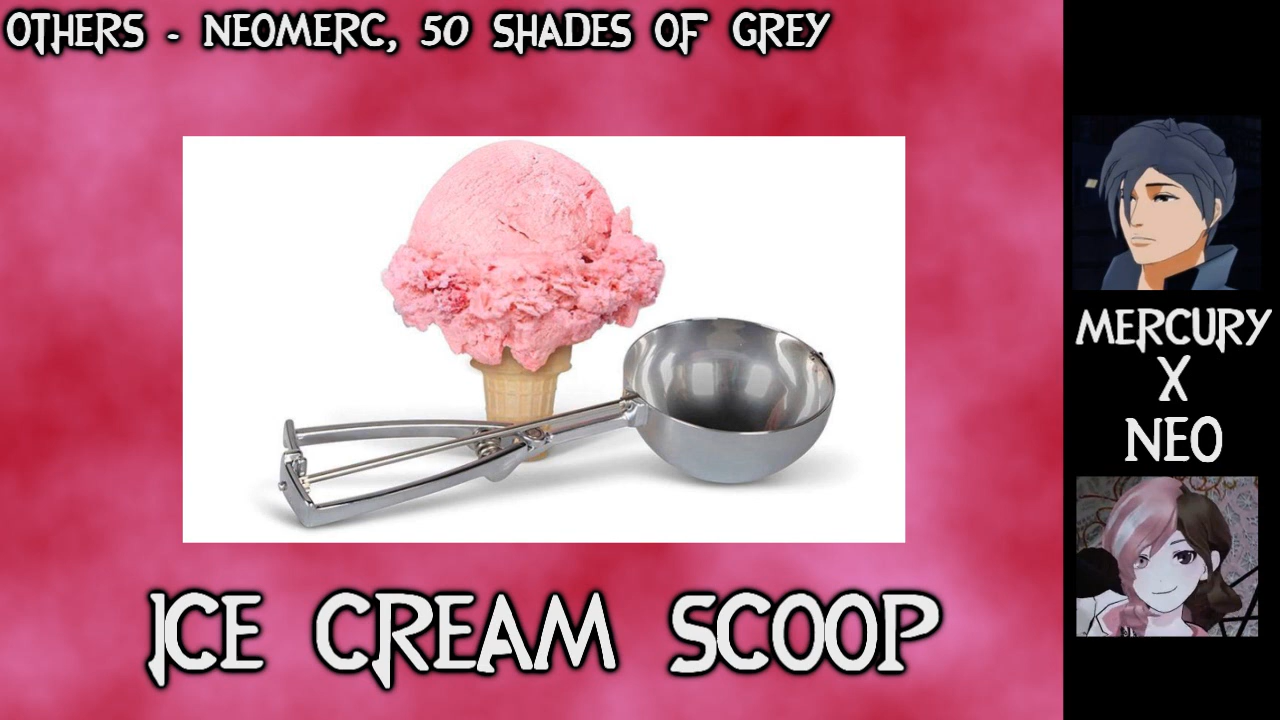 OTHERS - NEOMERC, 50 SHADES OF GREY
MERCURY
X
NEO
ICE CREAM SCOOP